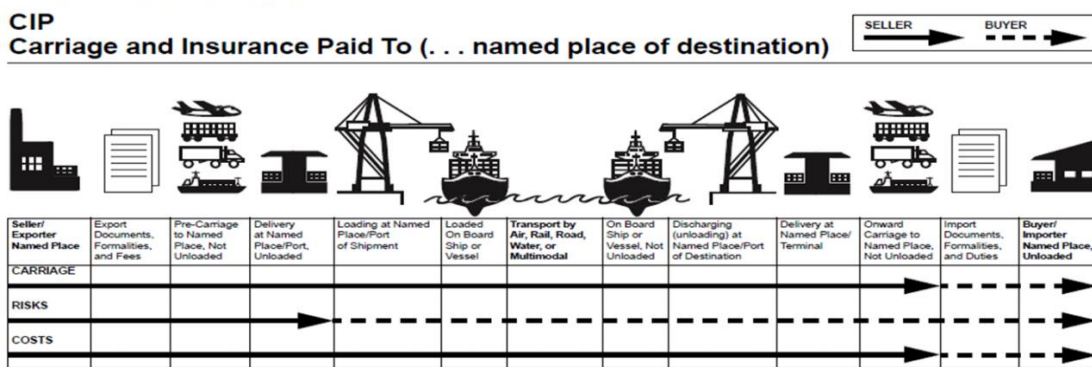 CIP
Carriage and Insurance Paid To (. . . named place of destination)
SELLER
BUYER
Seller/
Exporter
Named Place
Export
Documents,
Formalities,
and Fees
Pre-Carriage
to Named
Place, Not
Unloaded
Delivery
at Named
Place/Port,
Unloaded
Loading at Named
Place/Port
of Shipment
Loaded
On Board
Ship or
Vessel
Transport by
Air, Rail, Road,
Water, or
Multimodal
On Board
Ship or
Vessel, Not
Unloaded
Discharging
(unloading) at
Named Place/Port
of Destination
Delivery at
Named Place/
Terminal
Onward
Carriage to
Named Place,
Not Unloaded
Import
Documents,
Formalities,
and Duties
Buyer/
Importer
Named Place,
Unloaded
CARRIAGE
RISKS
COSTS